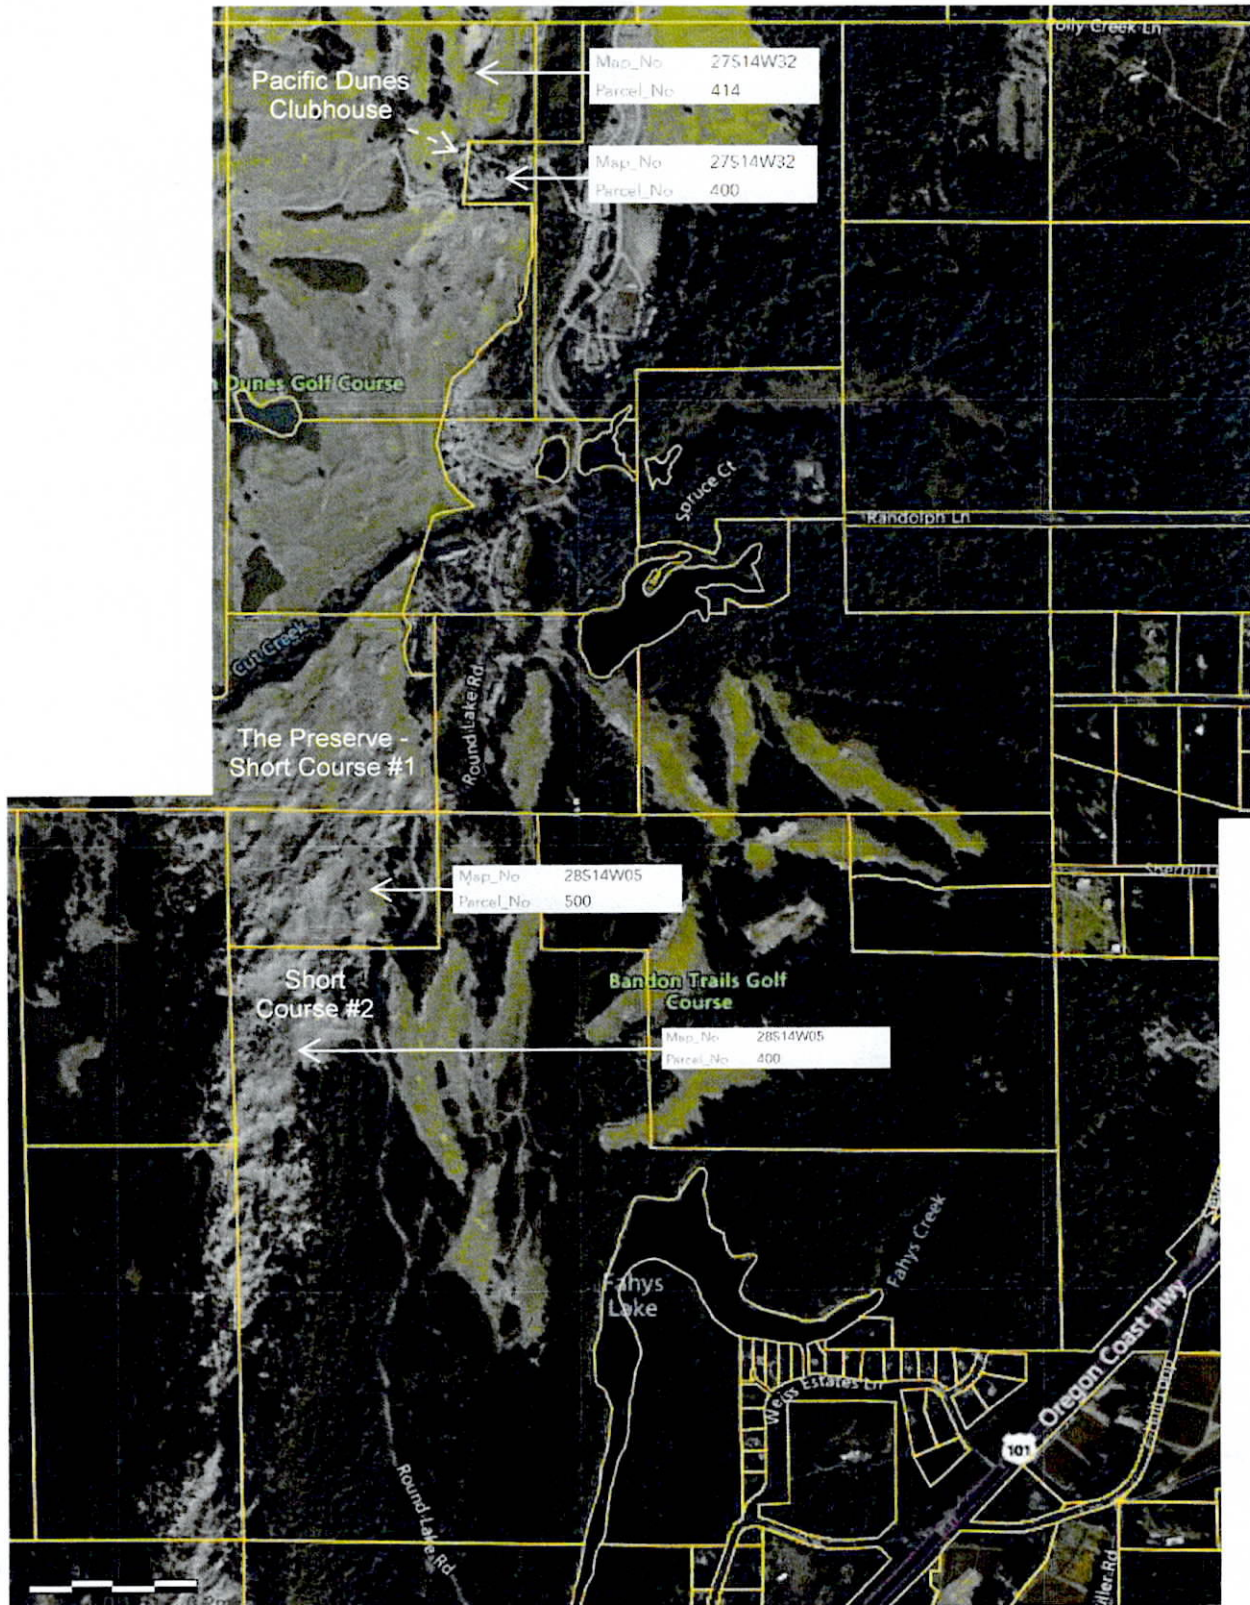 Polly Creek Ln
Map_No 27S14W32
Parcel_No 414
Pacific Dunes
Clubhouse
Map_No 27S14W32
Parcel_No 400
Dunes Golf Course
Spruce Ct
Randolph Ln
Cut Creek
Round Lake Rd
The Preserve -
Short Course #1
Map_No 28S14W05
Parcel_No 500
Short
Course #2
Bandon Trails Golf
Course
Map_No 28S14W05
Parcel_No 400
Fahys Creek
Fahys
Lake
Oregon Coast Hwy
Weiss Estates Ln
101
Round Lake Rd